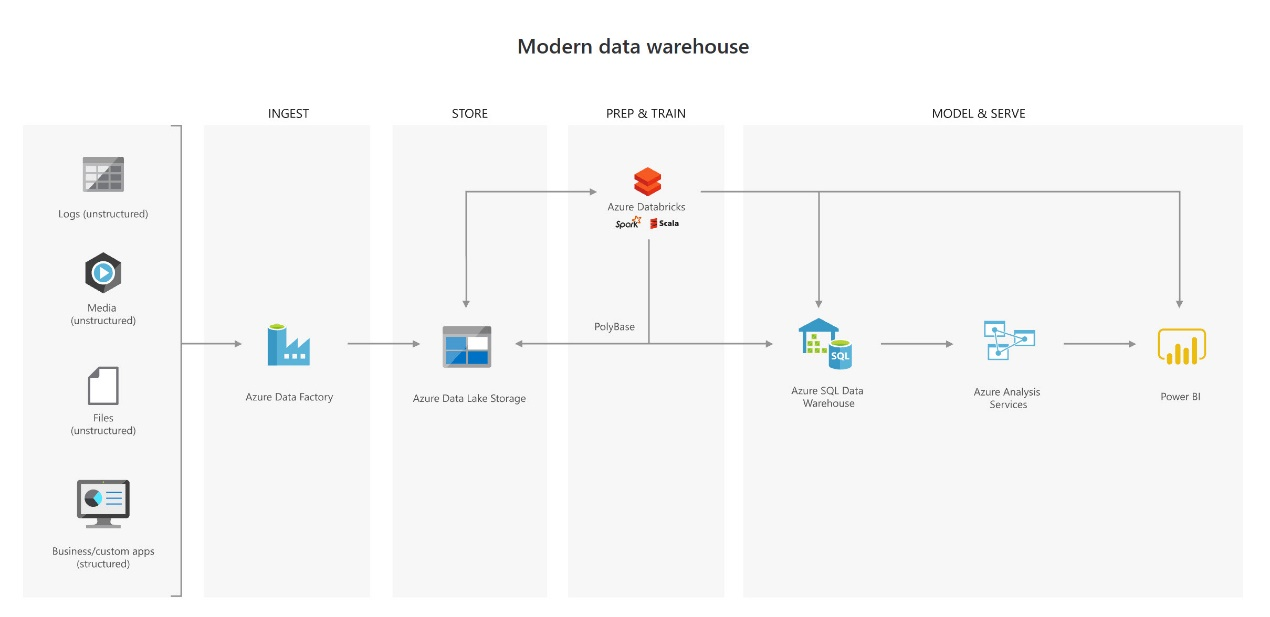 Modern data warehouse
INGEST
STORE
PREP & TRAIN
MODEL & SERVE
Logs (unstructured)
Media
(unstructured)
Files
(unstructured)
Business/custom apps
(structured)
Azure Data Factory
Azure Data Lake Storage
Azure Databricks
Spark
Scala
PolyBase
SQL
Azure SQL Data
Warehouse
Azure Analysis
Services
Power BI